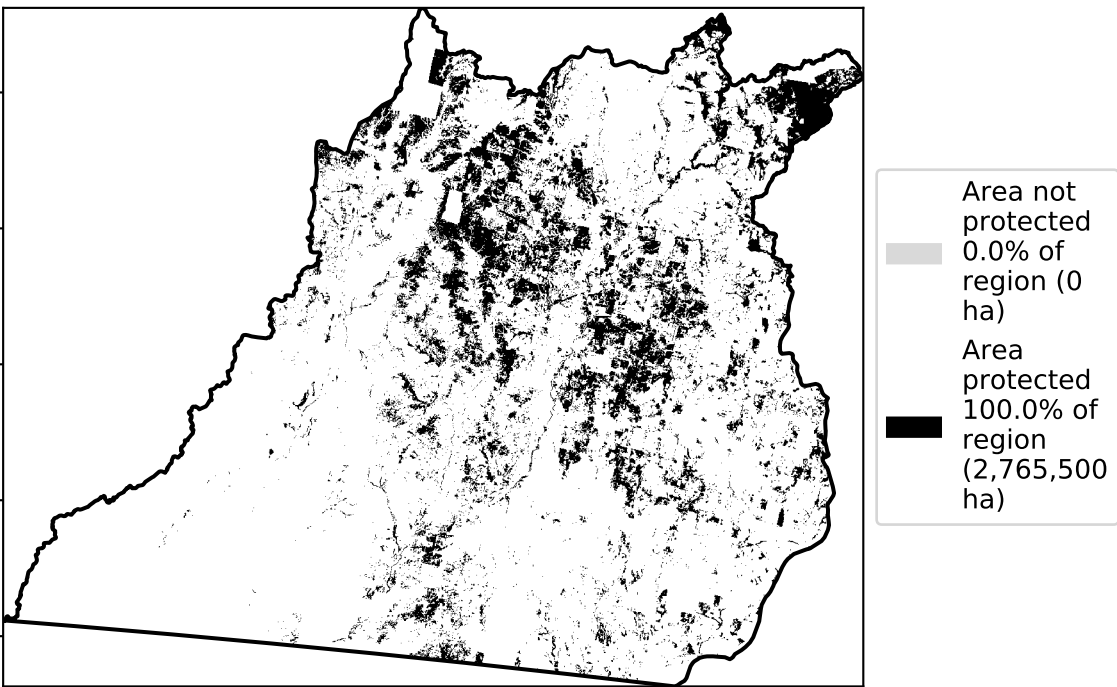 Area not
protected
0.0% of
region (0
ha)
Area
protected
100.0% of
region
(2,765,500
ha)